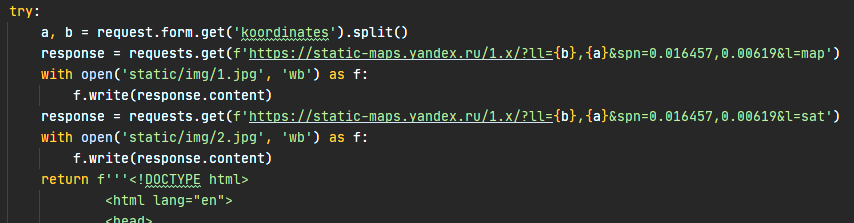 try:
    a, b = request.form.get('koordinates').split()
    response = requests.get(f'https://static-maps.yandex.ru/1.x/?ll={b},{a}&spn=0.016457,0.00619&l=map')
    with open('static/img/1.jpg', 'wb') as f:
        f.write(response.content)
    response = requests.get(f'https://static-maps.yandex.ru/1.x/?ll={b},{a}&spn=0.016457,0.00619&l=sat')
    with open('static/img/2.jpg', 'wb') as f:
        f.write(response.content)
    return f'''<!DOCTYPE html>
            <html lang="en">
            <head>